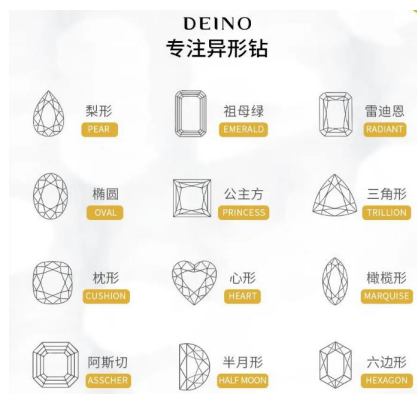 DEINO
专注异形钻
梨形
PEAR
祖母绿
EMERALD
雷迪恩
RADIANT
椭圆
OVAL
公主方
PRINCESS
三角形
TRILLION
枕形
CUSHION
心形
HEART
橄榄形
MARQUISE
阿斯切
ASSCHER
半月形
HALF MOON
六边形
HEXAGON